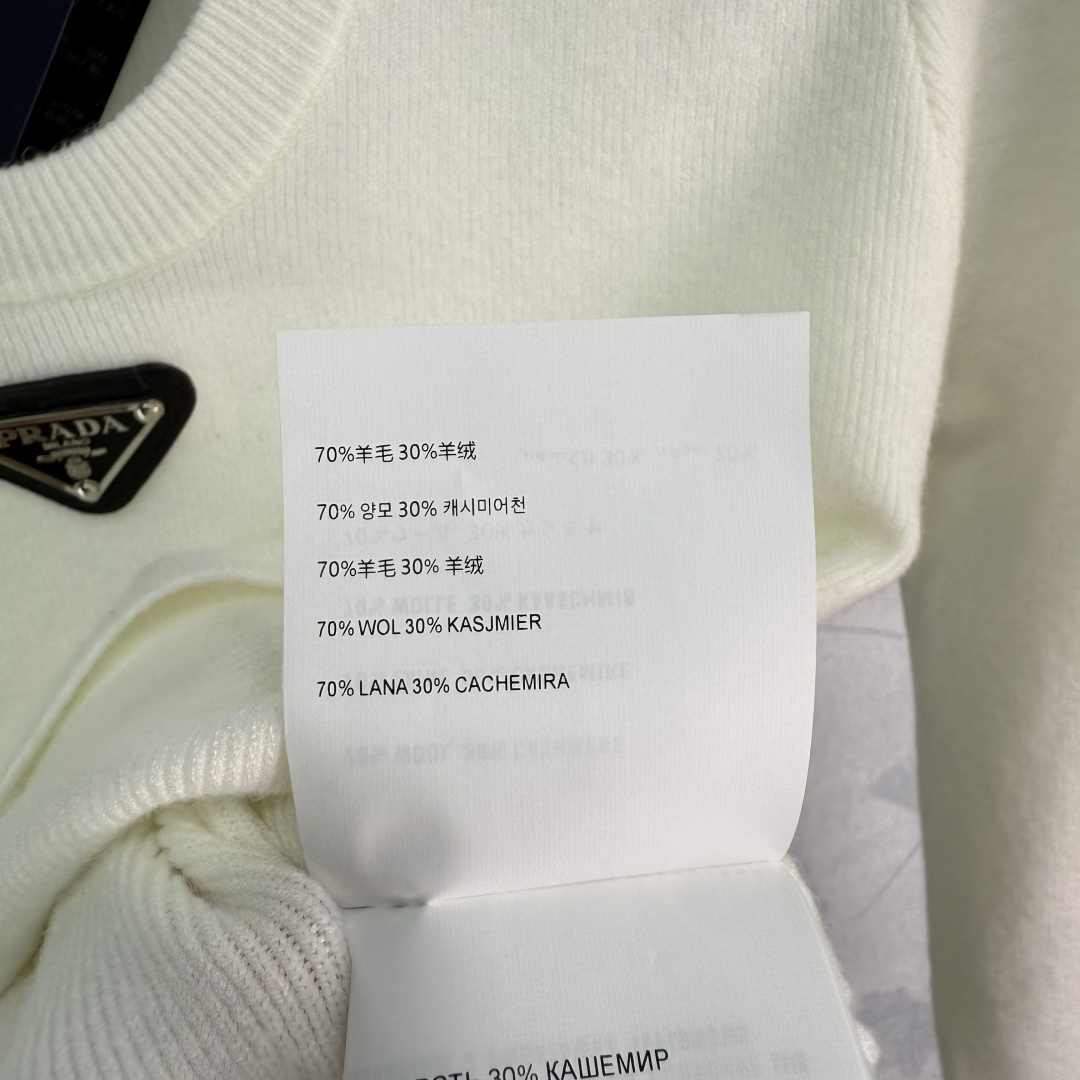 PRADA
MILANO
70%羊毛 30%羊绒
70% 양모 30% 캐시미어천
70%羊毛 30% 羊绒
70% WOL 30% KASJMIER
70% LANA 30% CACHEMIRA
30% КАШЕМИР